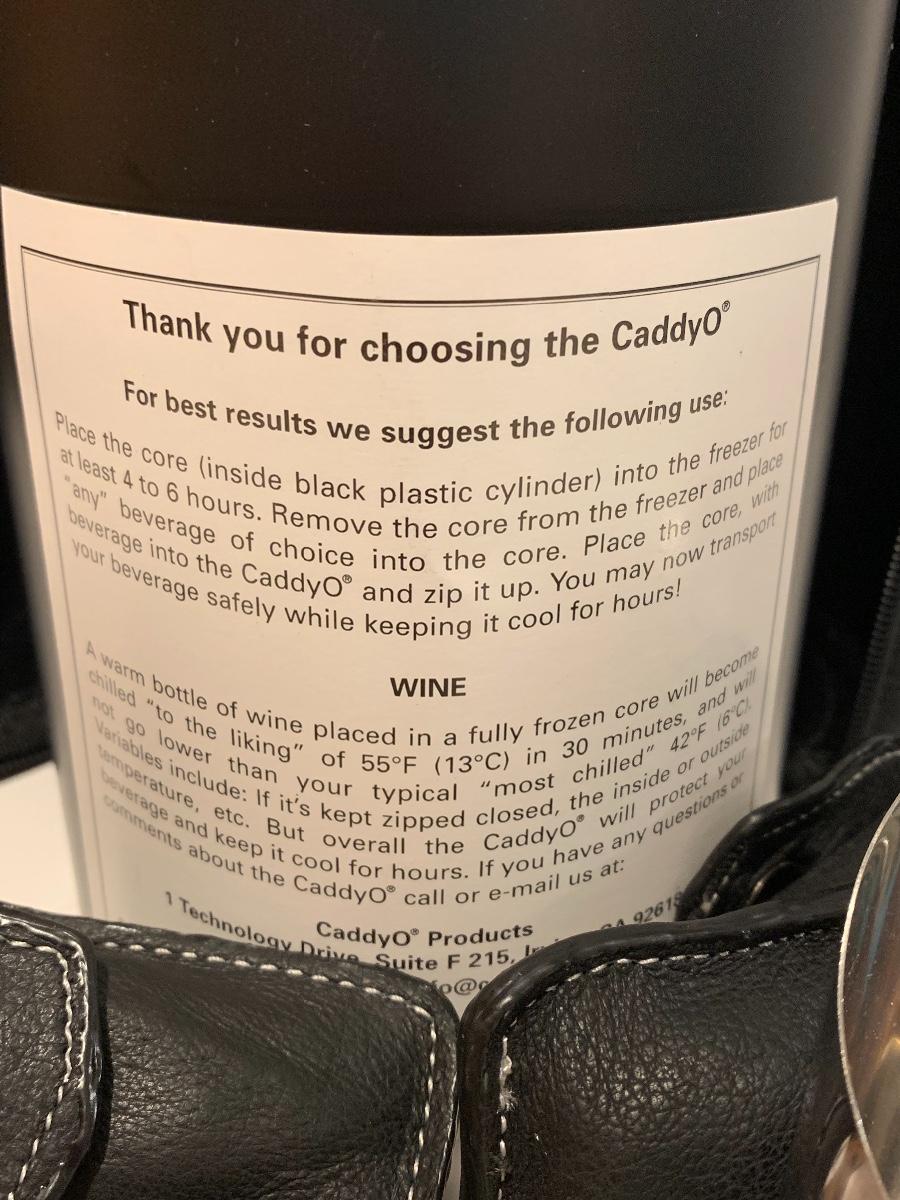 Thank you for choosing the CaddyO®
For best results we suggest the following use:
Place the core (inside black plastic cylinder) into the freezer for
at least 4 to 6 hours. Remove the core from the freezer and place
"any" beverage of choice into the core. Place the core, with
beverage into the CaddyO® and zip it up. You may now transport
your beverage safely while keeping it cool for hours!
WINE
A warm bottle of wine placed in a fully frozen core will become
chilled "to the liking" of 55°F (13°C) in 30 minutes, and will
not go lower than your typical "most chilled" 42°F (6°C).
Variables include: If it's kept zipped closed, the inside or outside
temperature, etc. But overall the CaddyO® will protect your
beverage and keep it cool for hours. If you have any questions or
comments about the CaddyO® call or e-mail us at:
CaddyO® Products
1 Technology Drive, Suite F 215, CA 92618